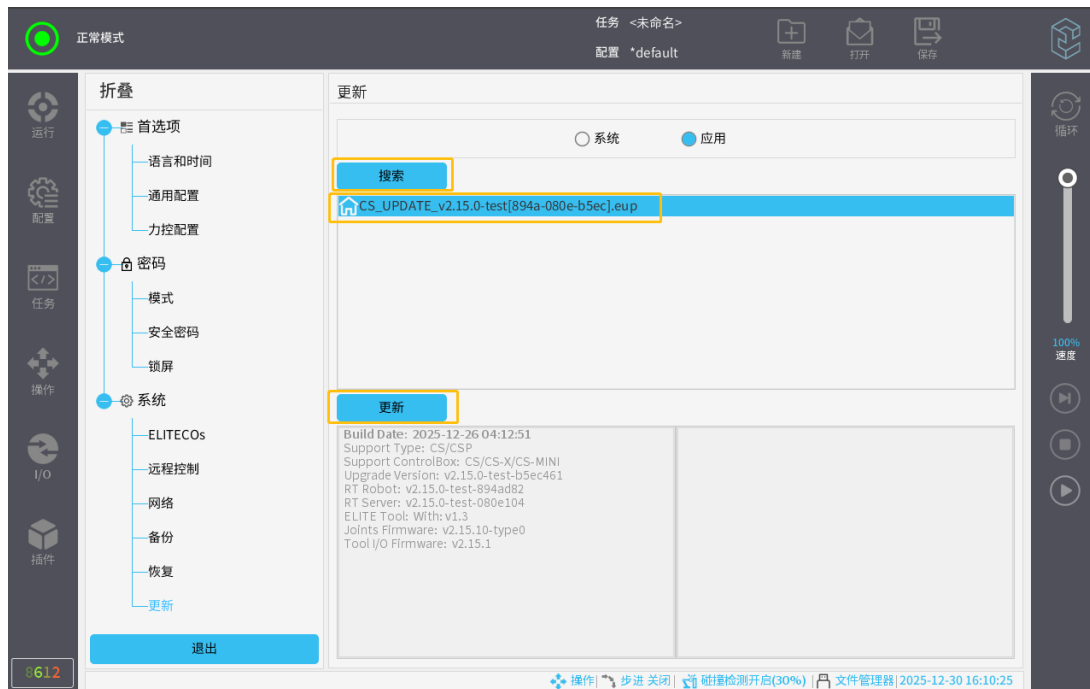 正常模式
任务 <未命名>
配置 *default
新建
打开
保存
运行
配置
任务
操作
I/O
插件
8612
折叠
首选项
语言和时间
通用配置
力控配置
密码
模式
安全密码
锁屏
系统
ELITECOs
远程控制
网络
备份
恢复
更新
退出
更新
系统 应用
搜索
CS_UPDATE_v2.15.0-test[894a-080e-b5ec].eup
更新
Build Date: 2025-12-26 04:12:51
Support Type: CS/CSP
Support ControlBox: CS/CS-X/CS-MINI
Upgrade Version: v2.15.0-test-b5ec461
RT Robot: v2.15.0-test-894ad82
RT Server: v2.15.0-test-080e104
ELITE Tool: With: v1.3
Joints Firmware: v2.15.10-type0
Tool I/O Firmware: v2.15.1
循环
100%
速度
操作| 步进 关闭| 碰撞检测开启(30%) | 文件管理器|2025-12-30 16:10:25